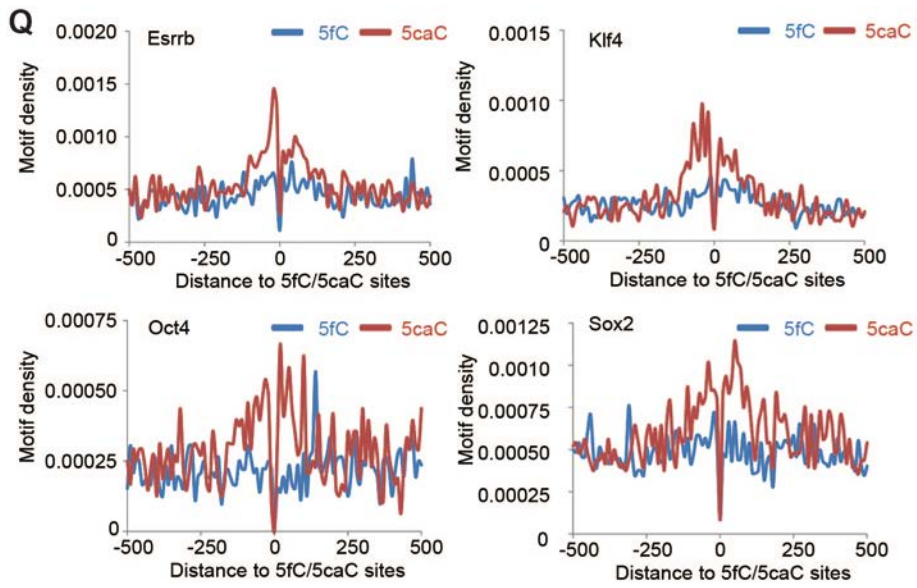 Q
Esrrb
5fC 5caC
Motif density
0.0020
0.0015
0.0010
0.0005
0
-500 -250 0 250 500
Distance to 5fC/5caC sites
Klf4
5fC 5caC
Motif density
0.0015
0.0010
0.0005
0
-500 -250 0 250 500
Distance to 5fC/5caC sites
Oct4
5fC 5caC
Motif density
0.00075
0.00050
0.00025
0
-500 -250 0 250 500
Distance to 5fC/5caC sites
Sox2
5fC 5caC
Motif density
0.00125
0.0010
0.00075
0.00050
0.00025
0
-500 -250 0 250 500
Distance to 5fC/5caC sites